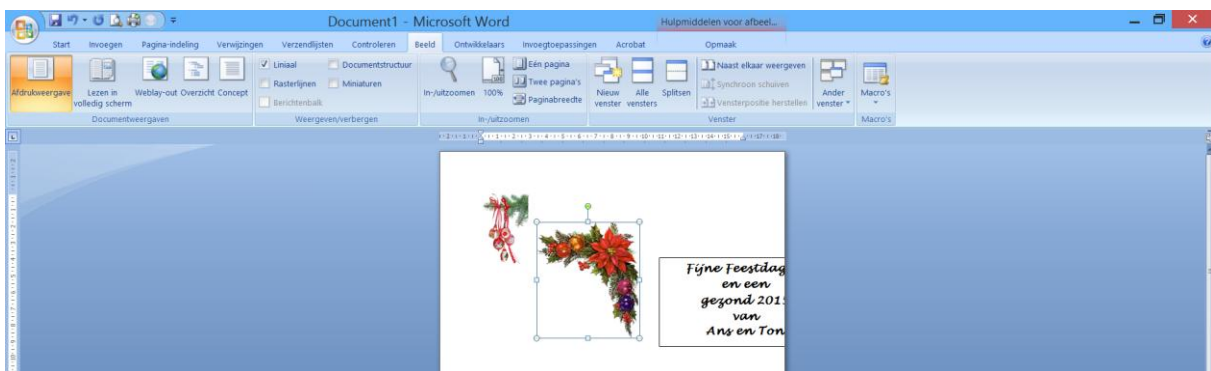 Document1 - Microsoft Word
Hulpmiddelen voor afbeel...
Start Invoegen Pagina-indeling Verwijzingen Verzendlijsten Controleren Beeld Ontwikkelaars Invoegtoepassingen Acrobat Opmaak
Afdrukweergave
Lezen in volledig scherm
Weblay-out
Overzicht
Concept
Documentweergaven
Liniaal
Rasterlijnen
Berichtenbalk
Documentstructuur
Miniaturen
Weergeven/verbergen
In-/uitzoomen
100%
Eén pagina
Twee pagina's
Paginabreedte
In-/uitzoomen
Nieuw venster
Alle vensters
Splitsen
Naast elkaar weergeven
Synchroon schuiven
Vensterpositie herstellen
Ander venster
Venster
Macro's
Macro's
Fijne Feestdag
en een
gezond 201
van
Ans en Ton